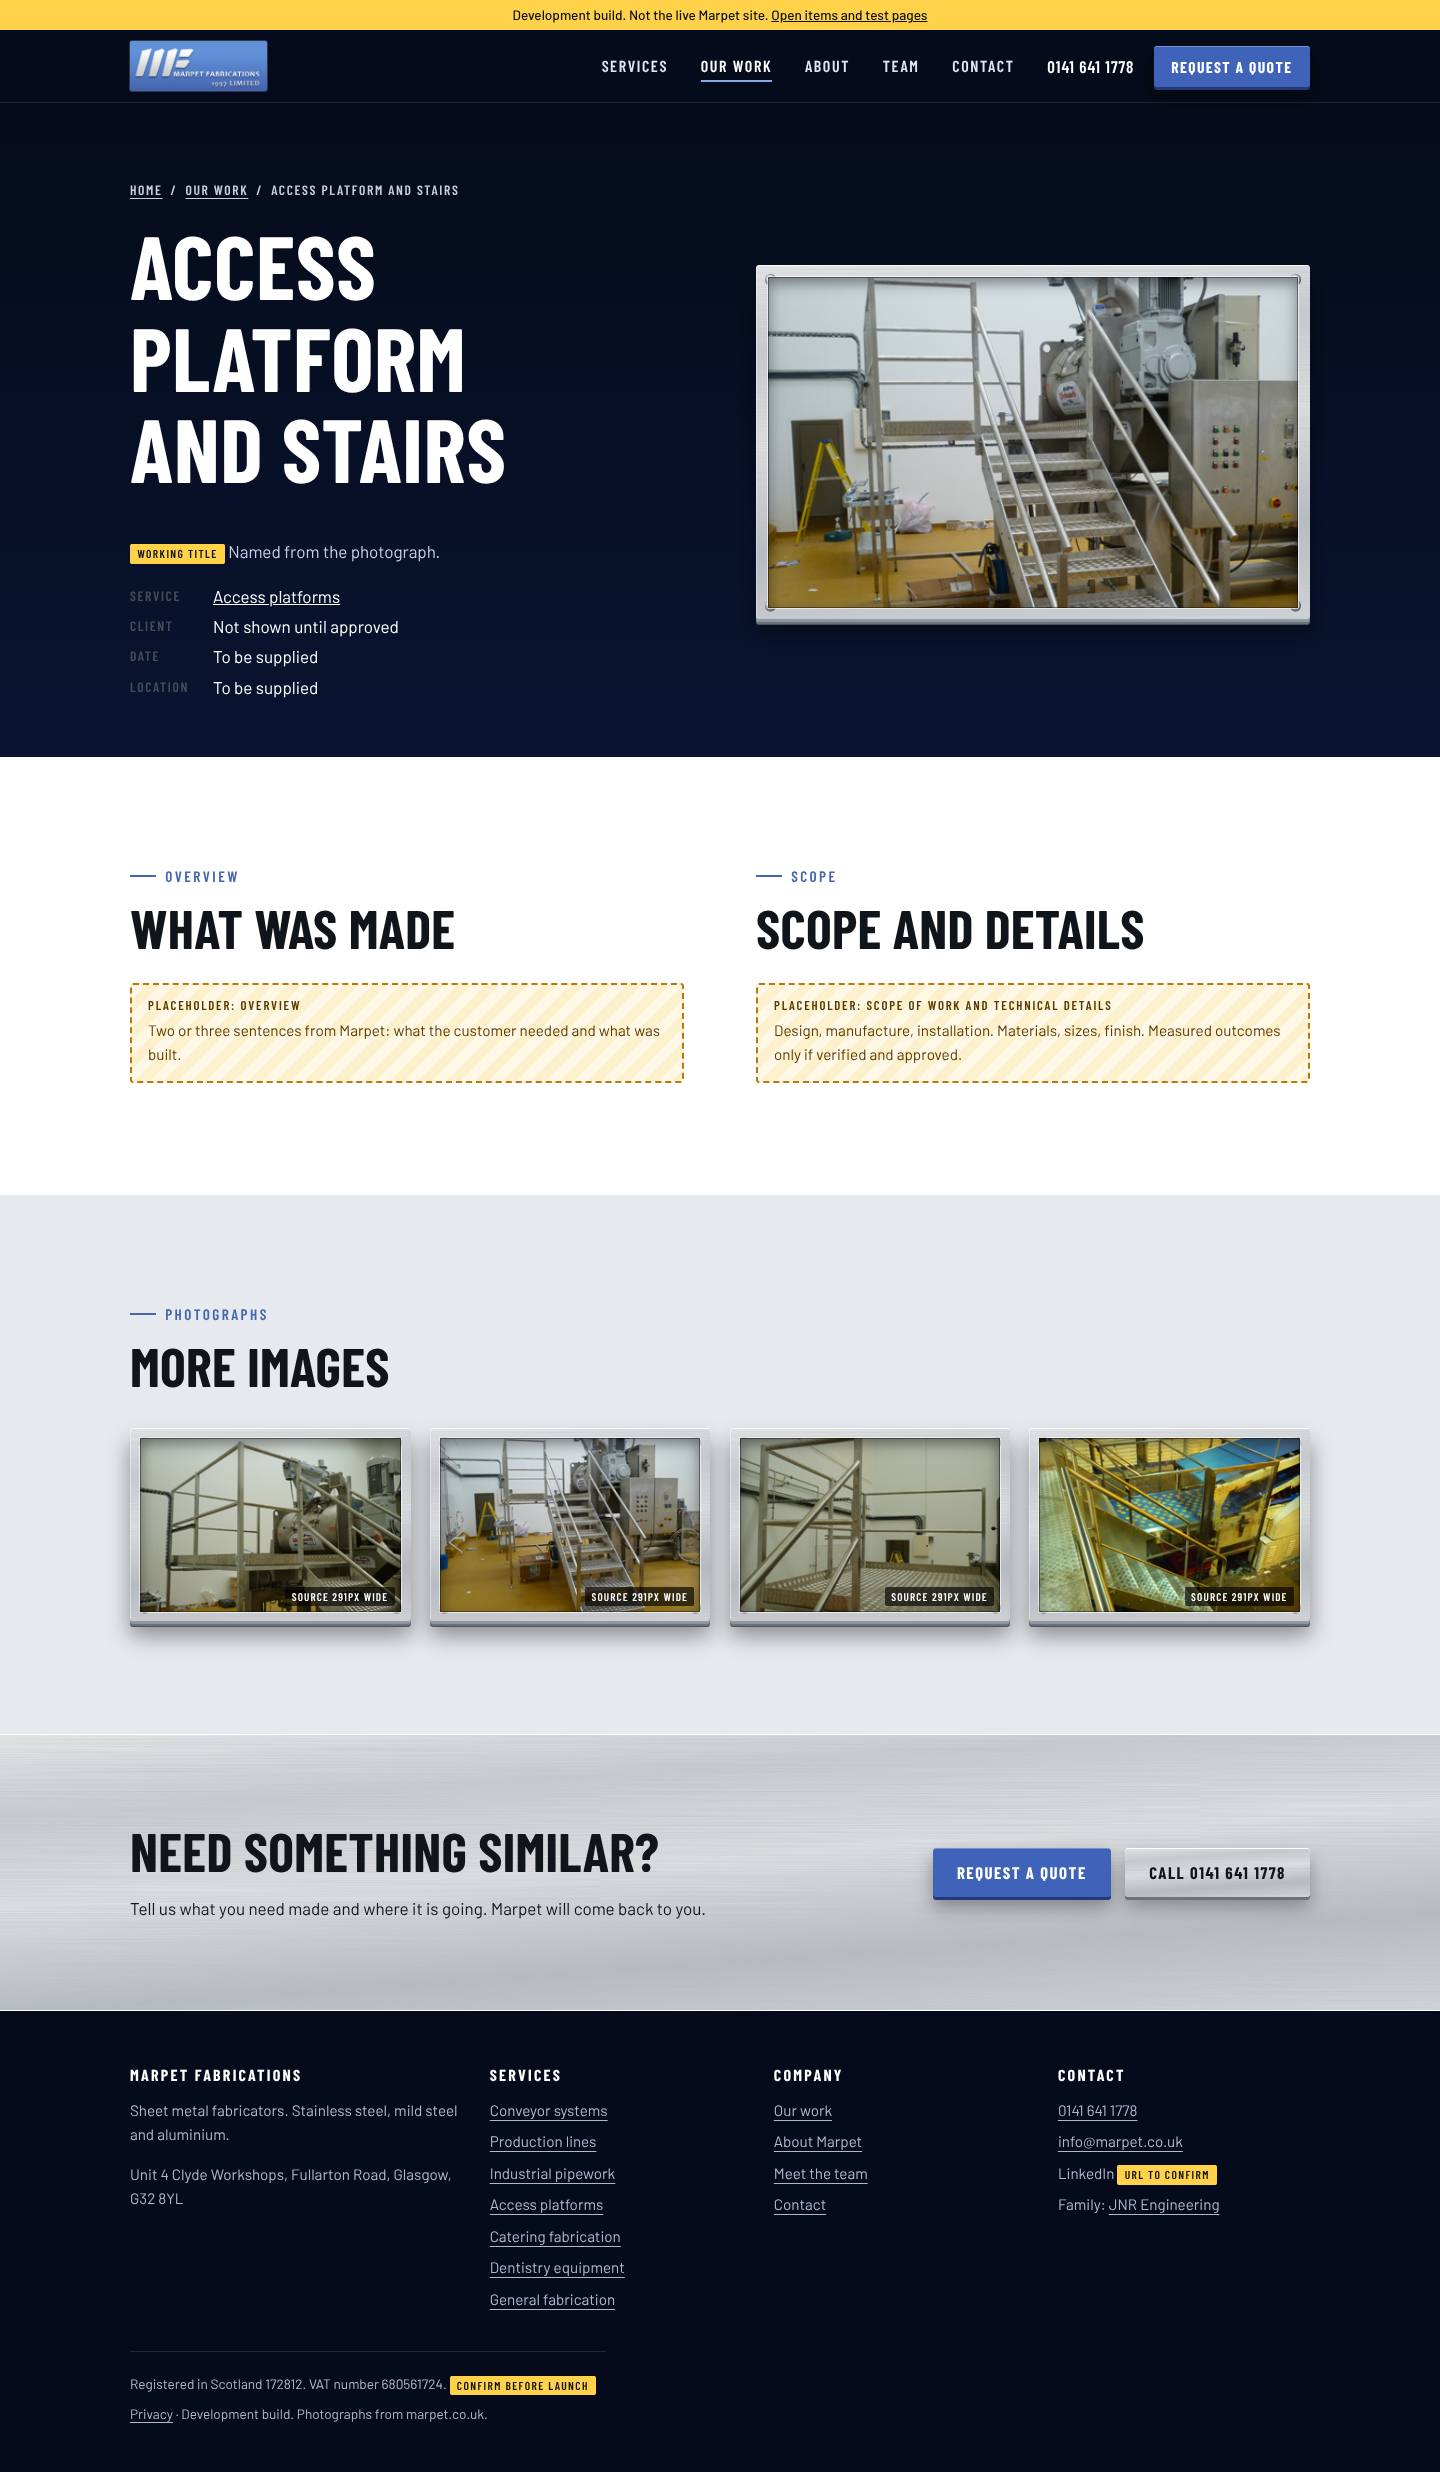 Development build. Not the live Marpet site. Open items and test pages
MF MARPET FABRICATIONS
1997 LIMITED
SERVICES OUR WORK ABOUT TEAM CONTACT 0141 641 1778 REQUEST A QUOTE
HOME / OUR WORK / ACCESS PLATFORM AND STAIRS
ACCESS
PLATFORM
AND STAIRS
WORKING TITLE Named from the photograph.
SERVICE Access platforms
CLIENT Not shown until approved
DATE To be supplied
LOCATION To be supplied
OVERVIEW
WHAT WAS MADE
PLACEHOLDER: OVERVIEW
Two or three sentences from Marpet: what the customer needed and what was
built.
SCOPE
SCOPE AND DETAILS
PLACEHOLDER: SCOPE OF WORK AND TECHNICAL DETAILS
Design, manufacture, installation. Materials, sizes, finish. Measured outcomes
only if verified and approved.
PHOTOGRAPHS
MORE IMAGES
SOURCE 291PX WIDE
SOURCE 291PX WIDE
SOURCE 291PX WIDE
SOURCE 291PX WIDE
NEED SOMETHING SIMILAR?
Tell us what you need made and where it is going. Marpet will come back to you.
REQUEST A QUOTE
CALL 0141 641 1778
MARPET FABRICATIONS
Sheet metal fabricators. Stainless steel, mild steel
and aluminium.
Unit 4 Clyde Workshops, Fullarton Road, Glasgow,
G32 8YL
SERVICES
Conveyor systems
Production lines
Industrial pipework
Access platforms
Catering fabrication
Dentistry equipment
General fabrication
COMPANY
Our work
About Marpet
Meet the team
Contact
CONTACT
0141 641 1778
info@marpet.co.uk
LinkedIn URL TO CONFIRM
Family: JNR Engineering
Registered in Scotland 172812. VAT number 680561724. CONFIRM BEFORE LAUNCH
Privacy · Development build. Photographs from marpet.co.uk.